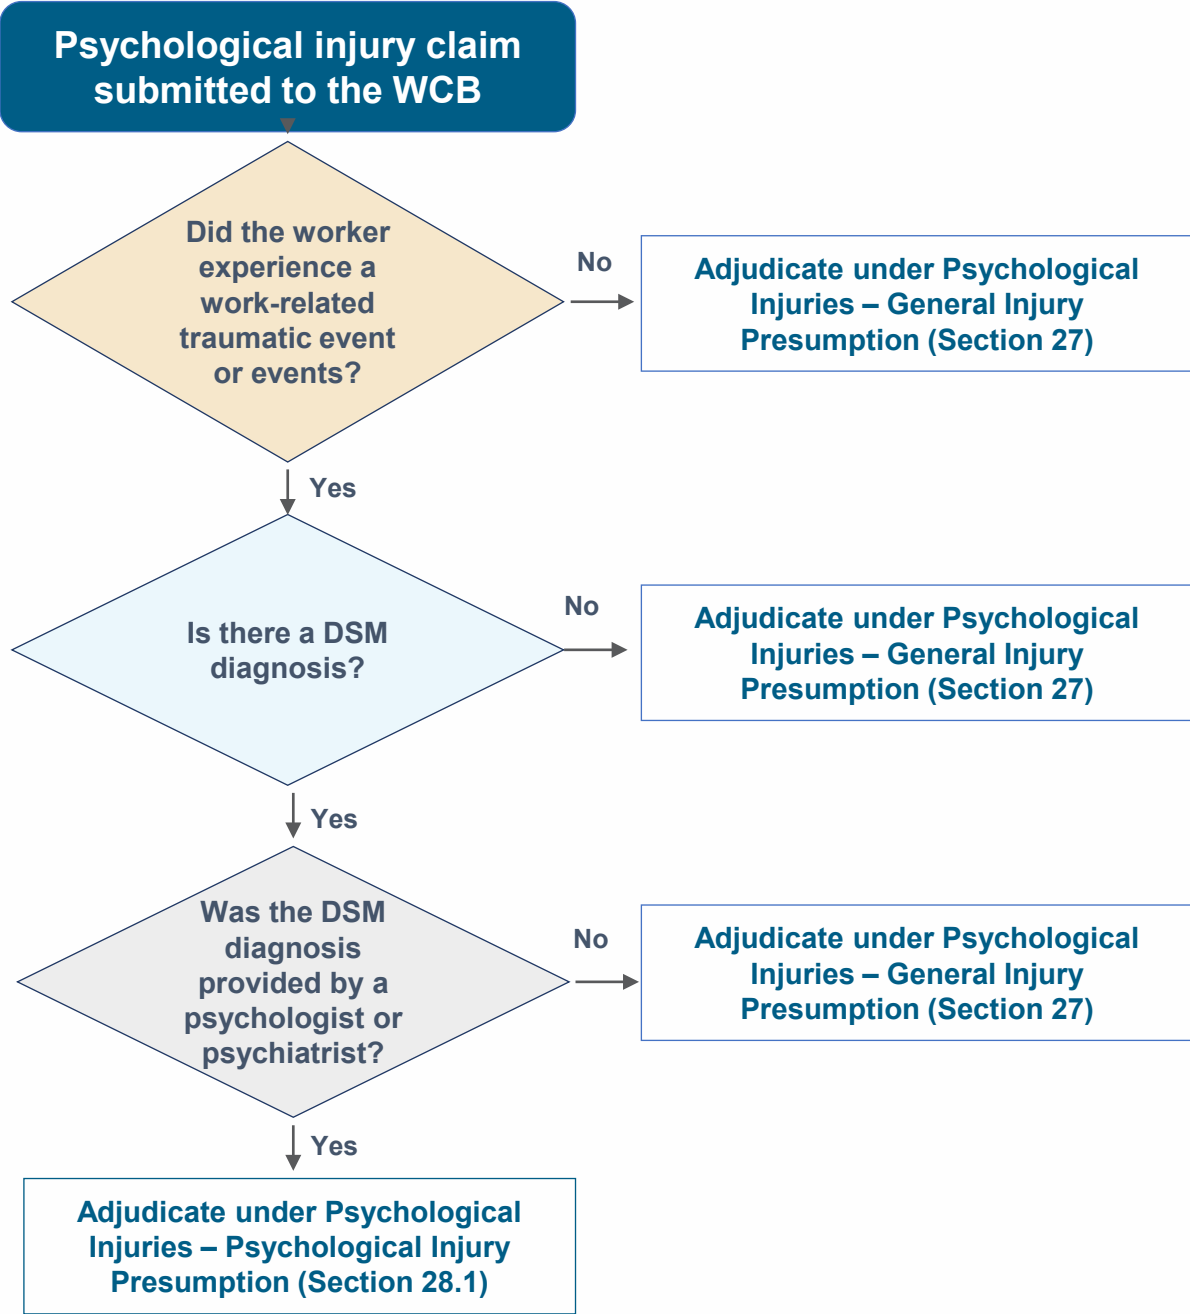 Psychological injury claim
submitted to the WCB
Did the worker
experience a
work-related
traumatic event
or events?
No
Adjudicate under Psychological
Injuries – General Injury
Presumption (Section 27)
Yes
Is there a DSM
diagnosis?
No
Adjudicate under Psychological
Injuries – General Injury
Presumption (Section 27)
Yes
Was the DSM
diagnosis
provided by a
psychologist or
psychiatrist?
No
Adjudicate under Psychological
Injuries – General Injury
Presumption (Section 27)
Yes
Adjudicate under Psychological
Injuries – Psychological Injury
Presumption (Section 28.1)